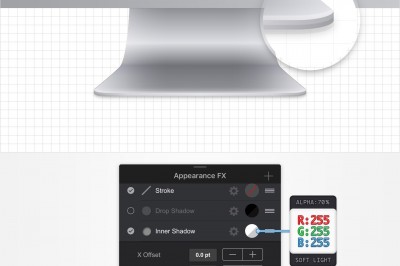 Appearance FX
Stroke
Drop Shadow
Inner Shadow
X Offset
0.0 pt
ALPHA:70%
R:255
G:255
B:255
SOFT LIGHT